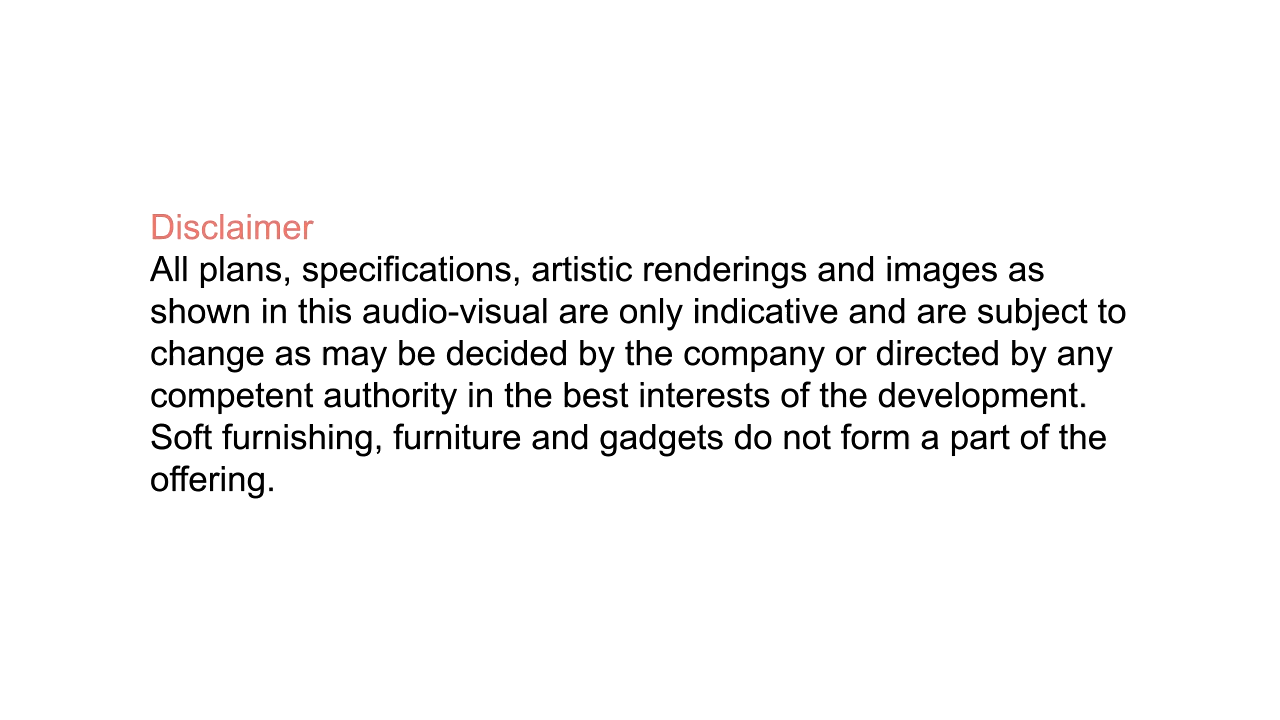 Disclaimer
All plans, specifications, artistic renderings and images as
shown in this audio-visual are only indicative and are subject to
change as may be decided by the company or directed by any
competent authority in the best interests of the development.
Soft furnishing, furniture and gadgets do not form a part of the
offering.